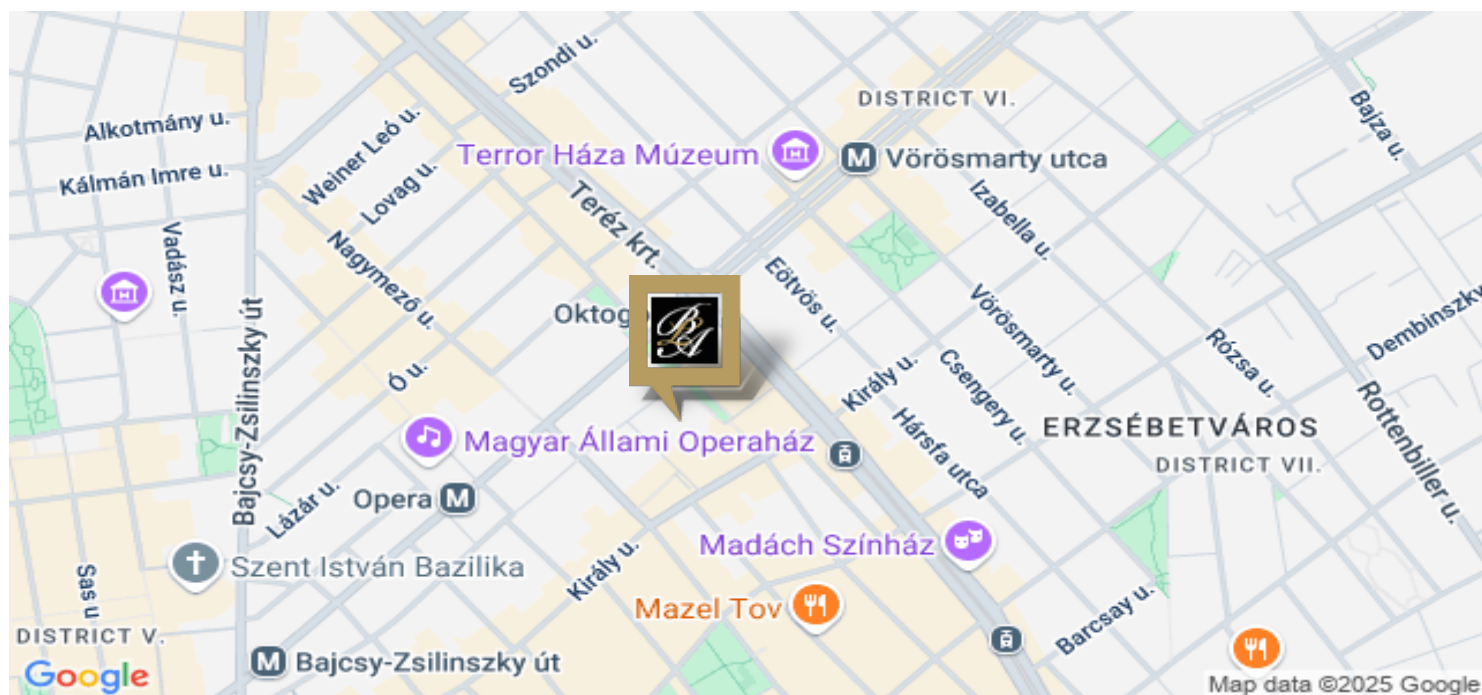 Szondi u.
DISTRICT VI.
Bajza u.
Alkotmány u.
Weiner Leó u.
Terror Háza Múzeum
Vörösmarty utca
Kálmán Imre u.
Lovag u.
Izabella u.
Teréz krt.
Vadász u.
Nagymező u.
Eötvös u.
Vörösmarty u.
Oktogo
BLA
Rózsa u.
Dembinszky
Bajcsy-Zsilinszky út
Ó u.
Király u.
Csengery u.
Rottenbiller u.
Magyar Állami Operaház
Hársfa utca
ERZSÉBETVÁROS
DISTRICT VII.
Opera
Lázár u.
Madách Színház
Szent István Bazilika
Király u.
Sas u
Mazel Tov
Barcsay u.
DISTRICT V.
Bajcsy-Zsilinszky út
Google
Map data ©2025 Google